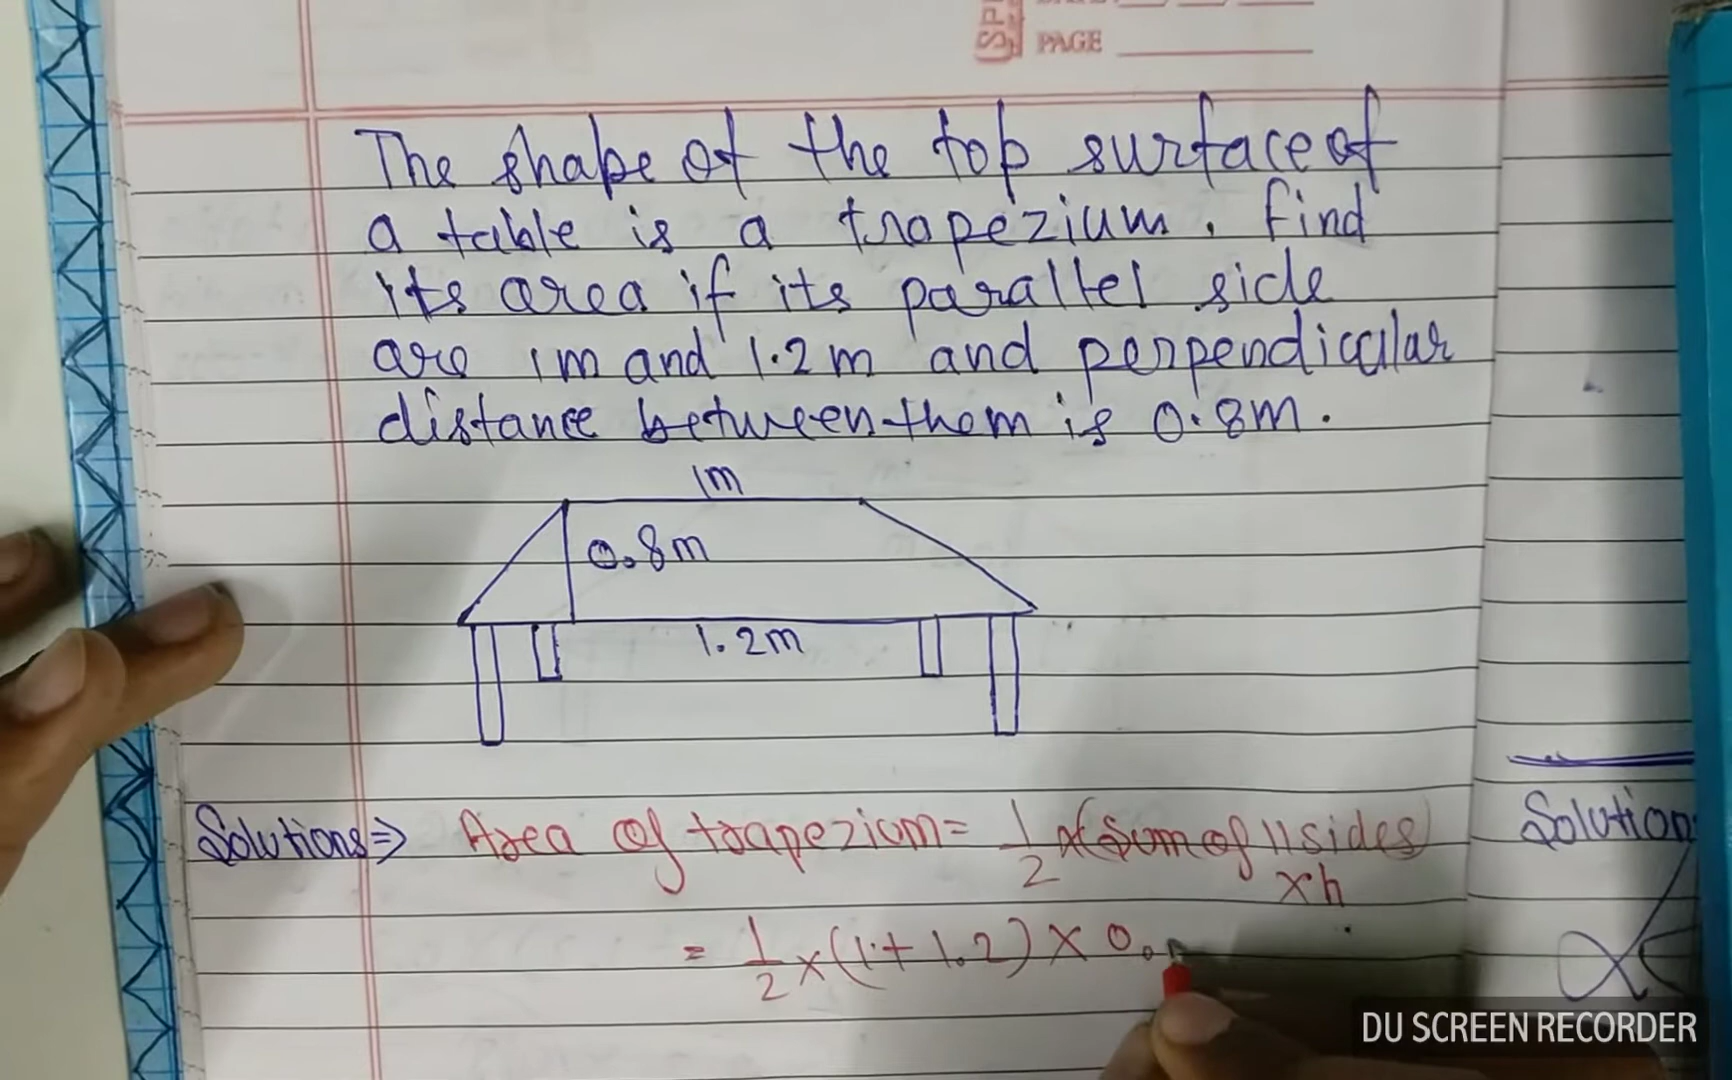 (SP
PAGE
The shape of the top surface of
a table is a trapezium. Find
its area if its parallel side
are 1m and 1.2m and perpendicular
distance between them is 0.8m.
1m
0.8m
1.2m
Solutions⇒ Area of trapezium = 1/2 x (Sum of 11 sides)
x h
= 1/2 x (1 + 1.2) x 0.
Solution
DU SCREEN RECORDER